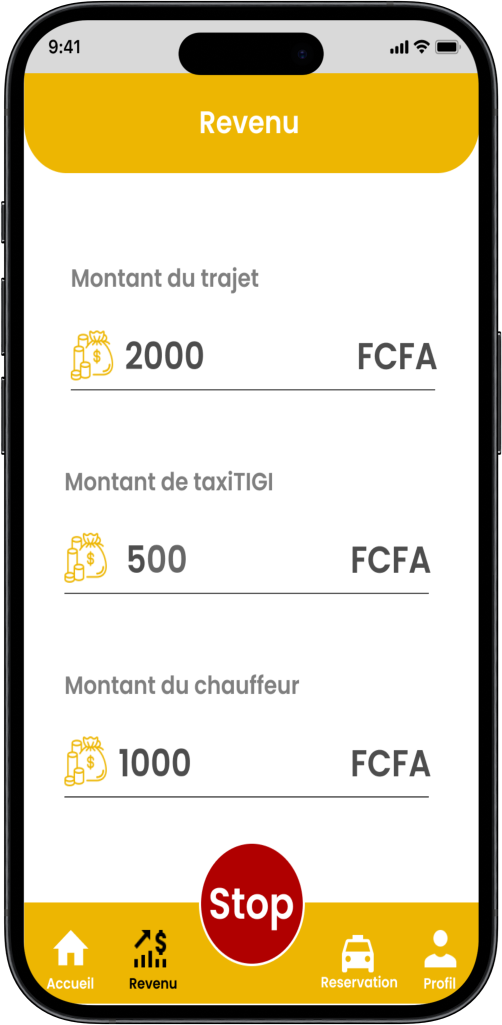 9:41
Revenu
Montant du trajet
$ 2000 FCFA
Montant de taxiTIGI
$ 500 FCFA
Montant du chauffeur
$ 1000 FCFA
Stop
$
Accueil Revenu Reservation Profil